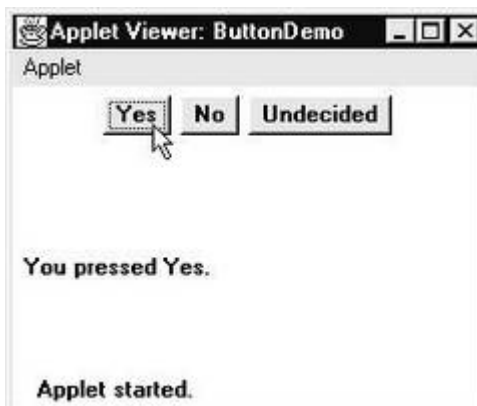 Applet Viewer: ButtonDemo
Applet
Yes No Undecided
You pressed Yes.
Applet started.